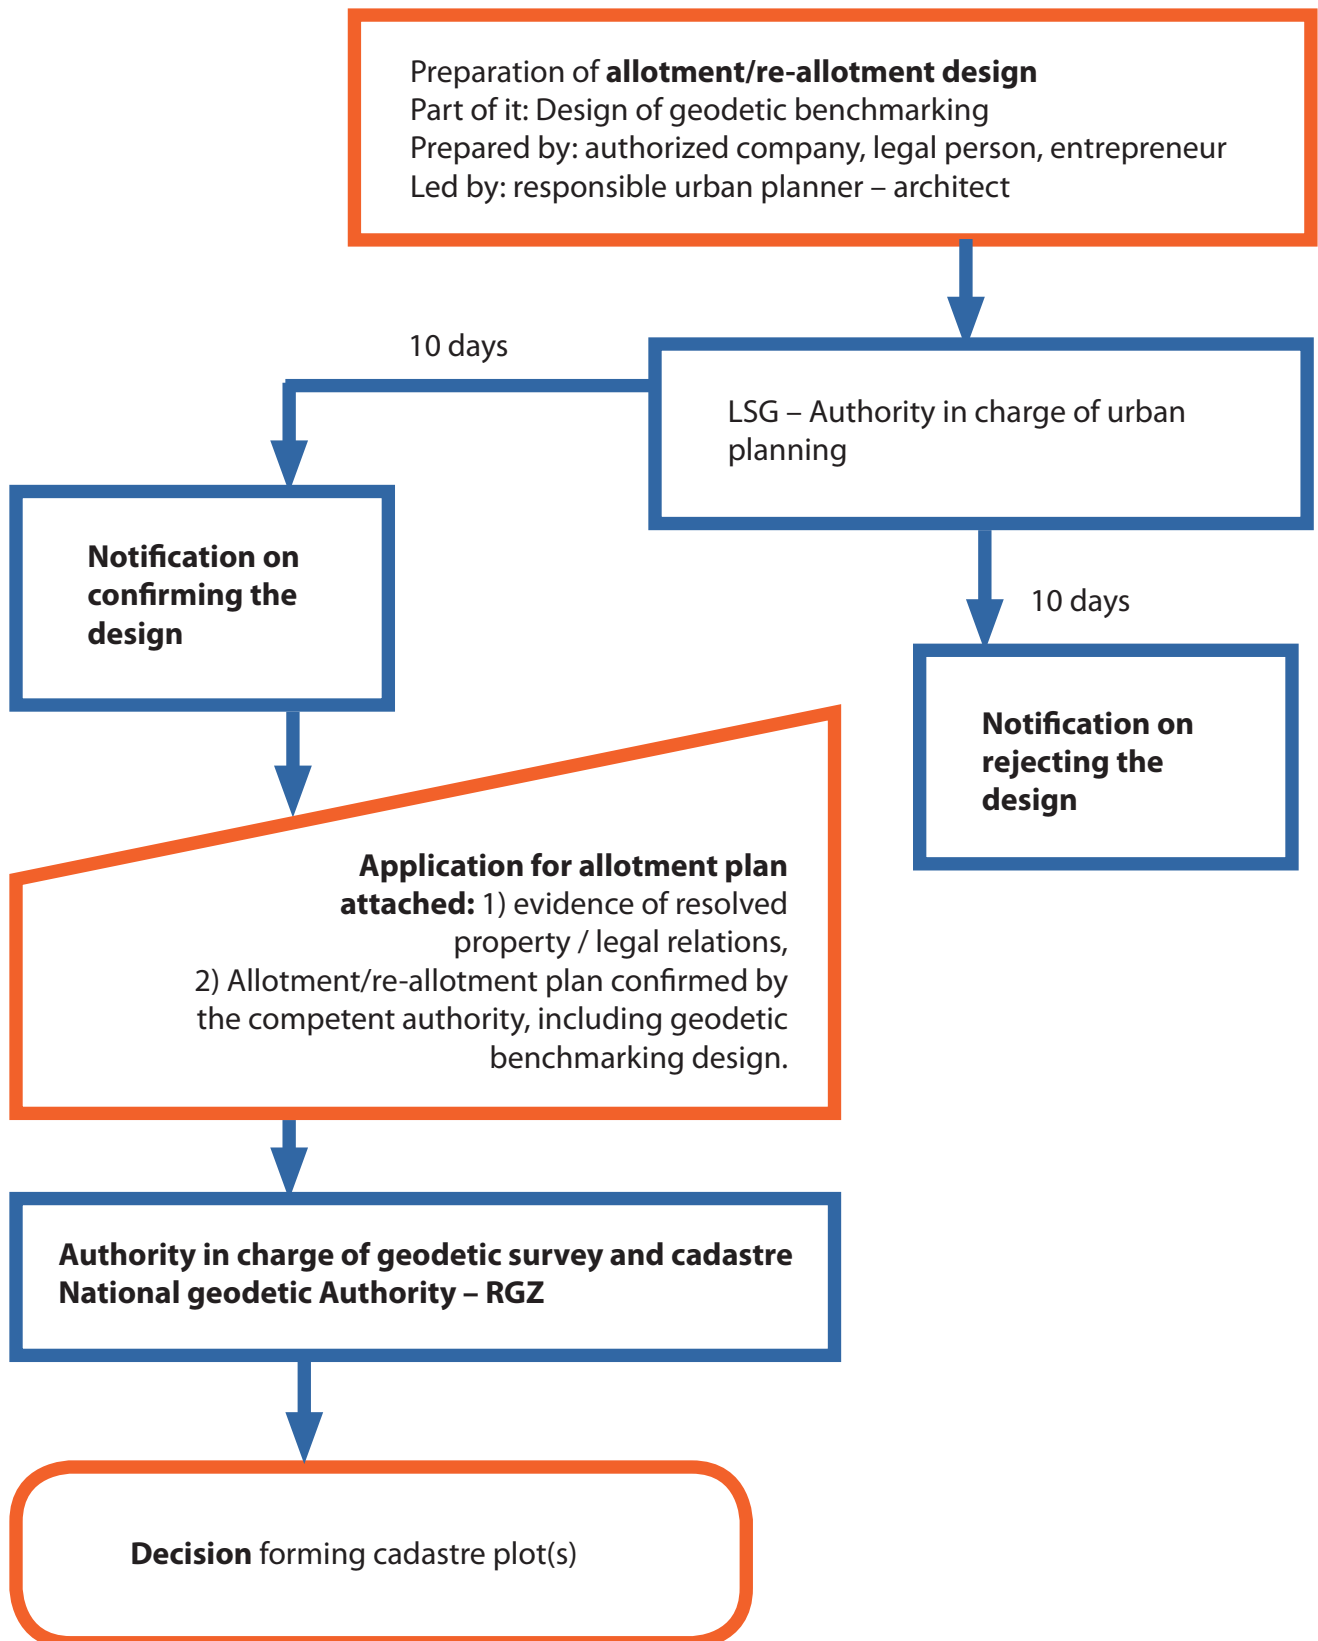 Preparation of allotment/re-allotment design
Part of it: Design of geodetic benchmarking
Prepared by: authorized company, legal person, entrepreneur
Led by: responsible urban planner – architect
10 days
LSG – Authority in charge of urban
planning
Notification on
confirming the
design
10 days
Notification on
rejecting the
design
Application for allotment plan
attached: 1) evidence of resolved
property / legal relations,
2) Allotment/re-allotment plan confirmed by
the competent authority, including geodetic
benchmarking design.
Authority in charge of geodetic survey and cadastre
National geodetic Authority – RGZ
Decision forming cadastre plot(s)